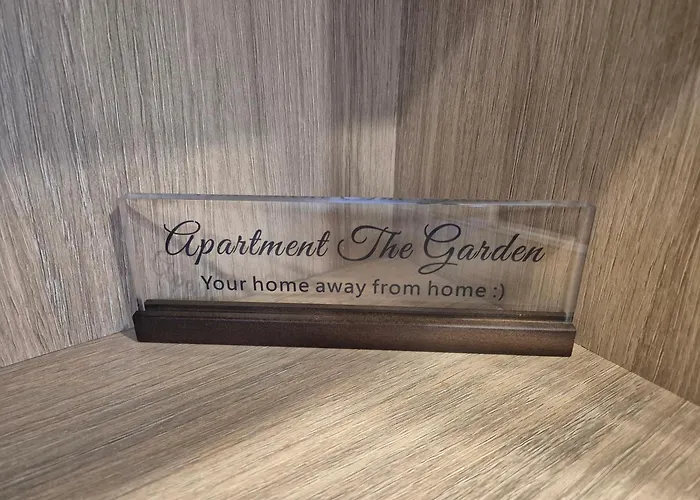 Apartment The Garden
Your home away from home :)